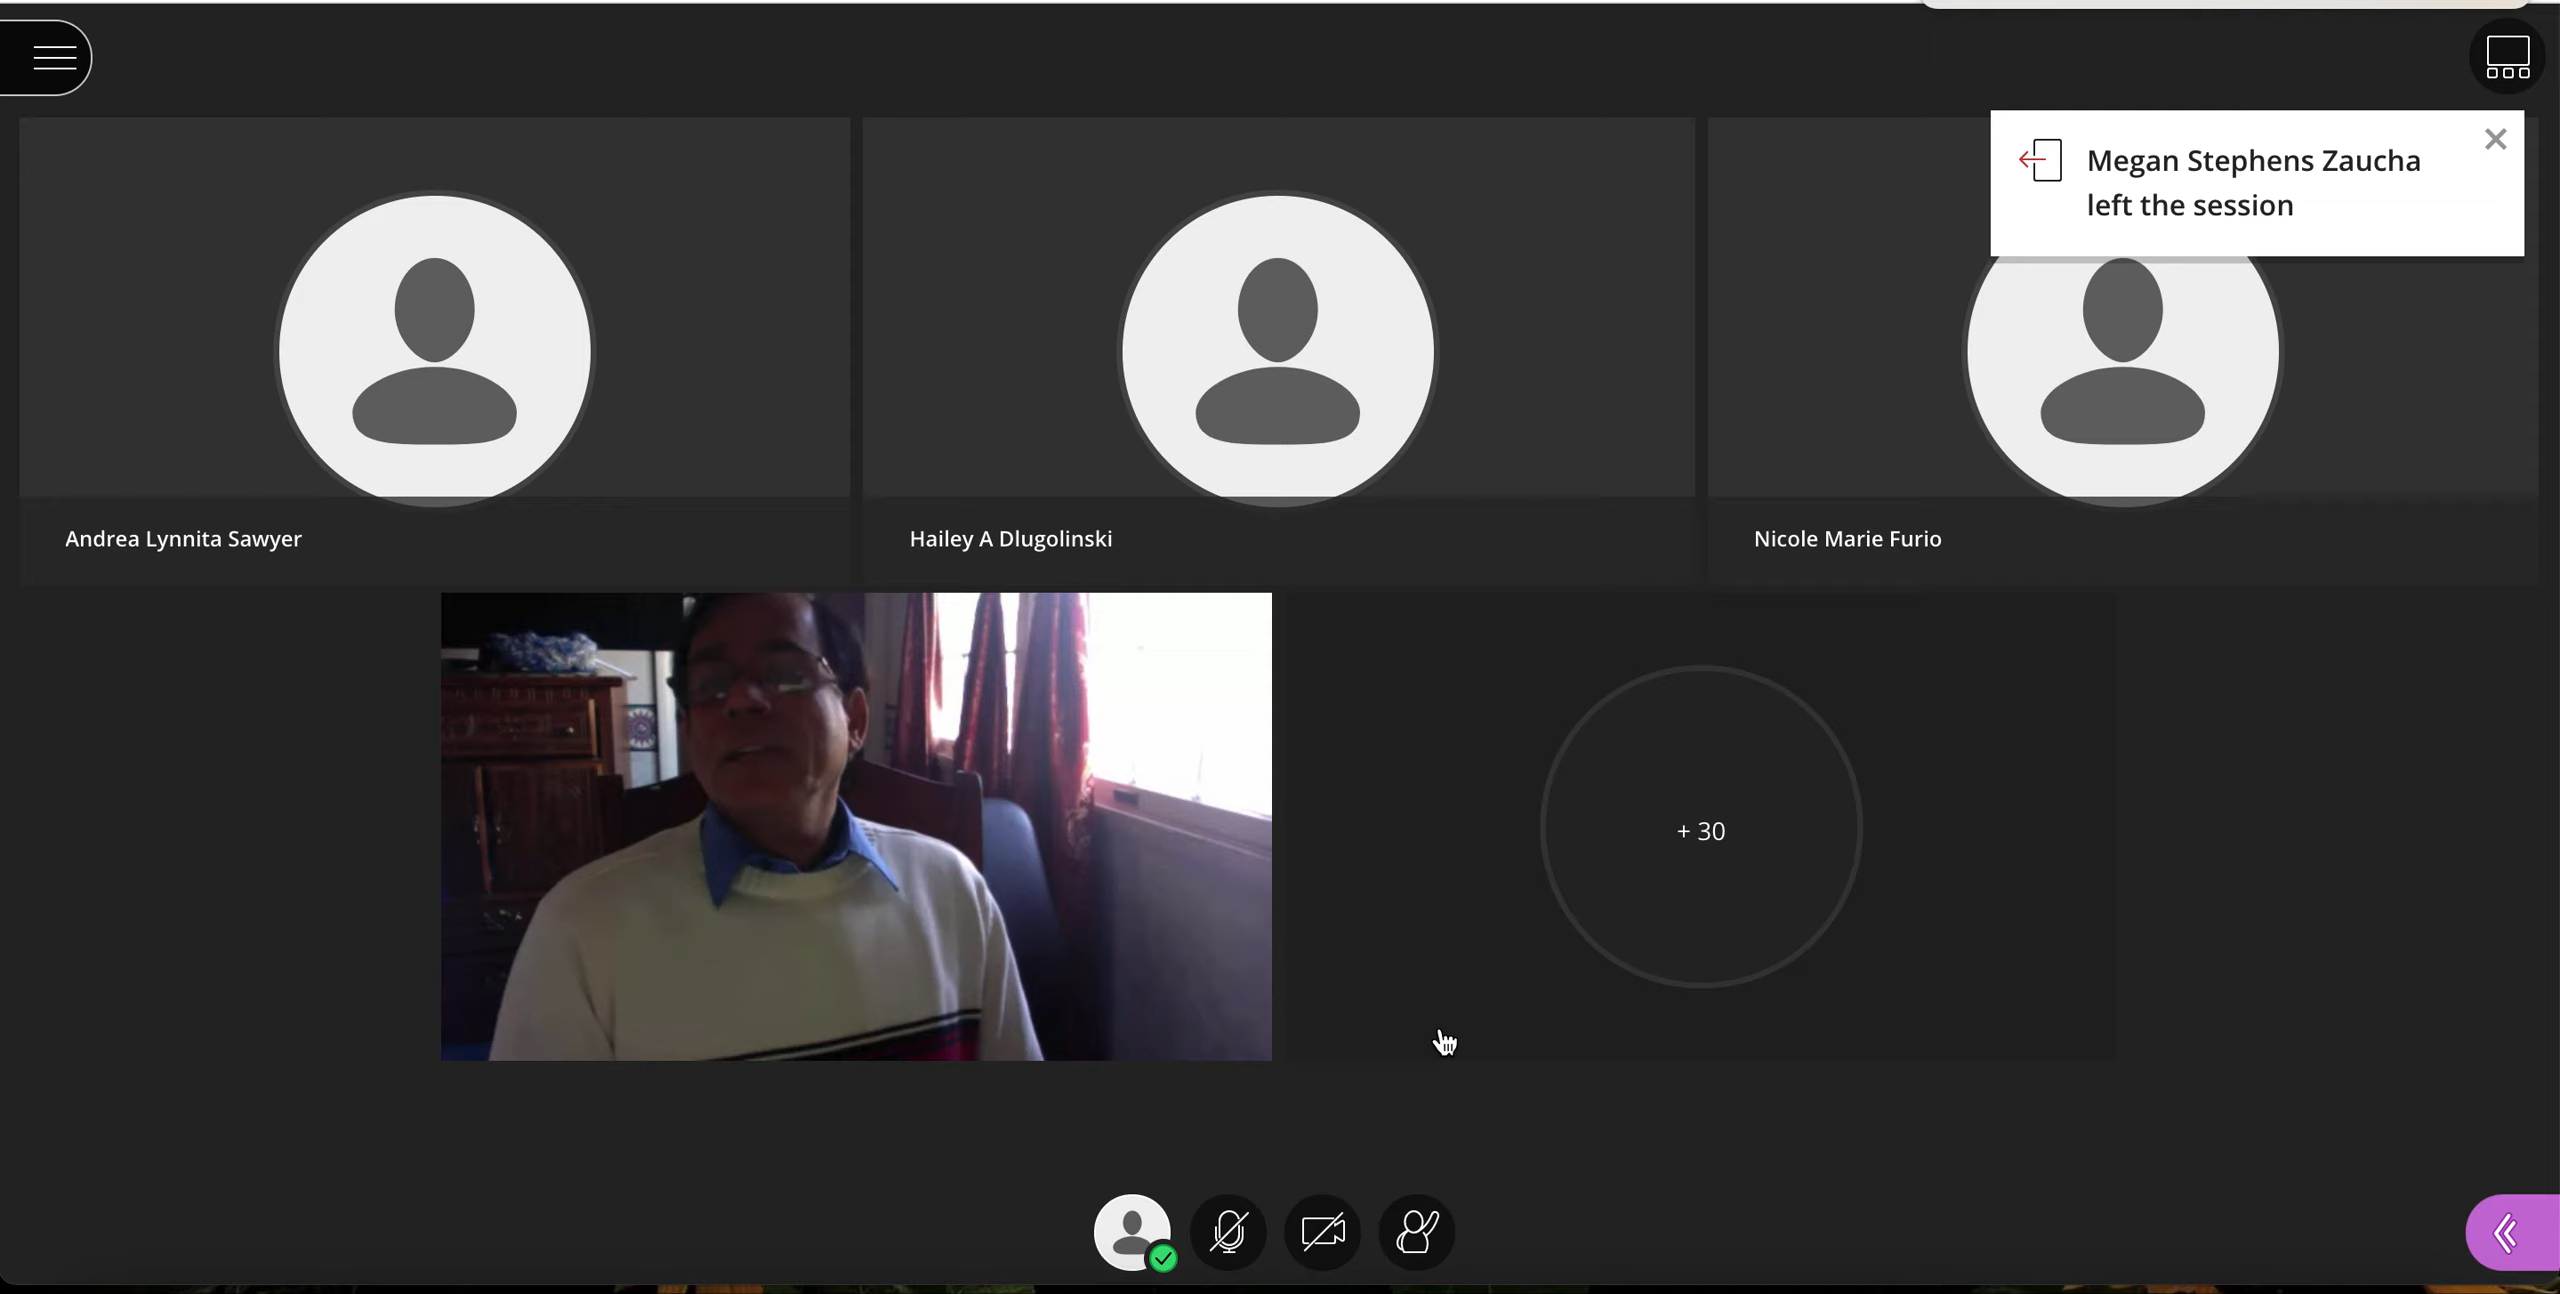 Megan Stephens Zaucha
left the session
Andrea Lynnita Sawyer
Hailey A Dlugolinski
Nicole Marie Furio
+ 30